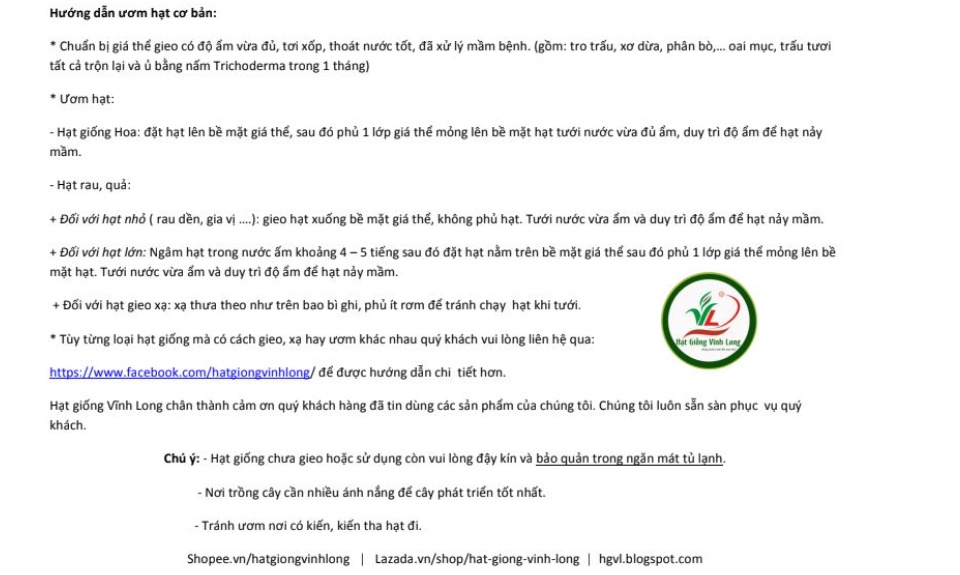 Hướng dẫn ươm hạt cơ bản:
* Chuẩn bị giá thể gieo có độ ẩm vừa đủ, tơi xốp, thoát nước tốt, đã xử lý mầm bệnh. (gồm: tro trấu, xơ dừa, phân bò,... oai mục, trấu tươi
tất cả trộn lại và ủ bằng nấm Trichoderma trong 1 tháng)
* Ươm hạt:
- Hạt giống Hoa: đặt hạt lên bề mặt giá thể, sau đó phủ 1 lớp giá thể mỏng lên bề mặt hạt tưới nước vừa đủ ẩm, duy trì độ ẩm để hạt nảy
mầm.
- Hạt rau, quả:
+ Đối với hạt nhỏ ( rau dền, gia vị ....): gieo hạt xuống bề mặt giá thể, không phủ hạt. Tưới nước vừa ẩm và duy trì độ ẩm để hạt nảy mầm.
+ Đối với hạt lớn: Ngâm hạt trong nước ấm khoảng 4 – 5 tiếng sau đó đặt hạt nằm trên bề mặt giá thể sau đó phủ 1 lớp giá thể mỏng lên bề
mặt hạt. Tưới nước vừa ẩm và duy trì độ ẩm để hạt nảy mầm.
+ Đối với hạt gieo xạ: xạ thưa theo như trên bao bì ghi, phủ ít rơm để tránh chạy hạt khi tưới.
* Tùy từng loại hạt giống mà có cách gieo, xạ hay ươm khác nhau quý khách vui lòng liên hệ qua:
Hạt Giống Vĩnh Long
https://www.facebook.com/hatgiongvinhlong/ để được hướng dẫn chi tiết hơn.
Hạt giống Vĩnh Long chân thành cảm ơn quý khách hàng đã tin dùng các sản phẩm của chúng tôi. Chúng tôi luôn sẵn sàn phục vụ quý
khách.
Chú ý: - Hạt giống chưa gieo hoặc sử dụng còn vui lòng đậy kín và bảo quản trong ngăn mát tủ lạnh.
- Nơi trồng cây cần nhiều ánh nắng để cây phát triển tốt nhất.
- Tránh ươm nơi có kiến, kiến tha hạt đi.
Shopee.vn/hatgiongvinhlong | Lazada.vn/shop/hat-giong-vinh-long | hgvl.blogspot.com